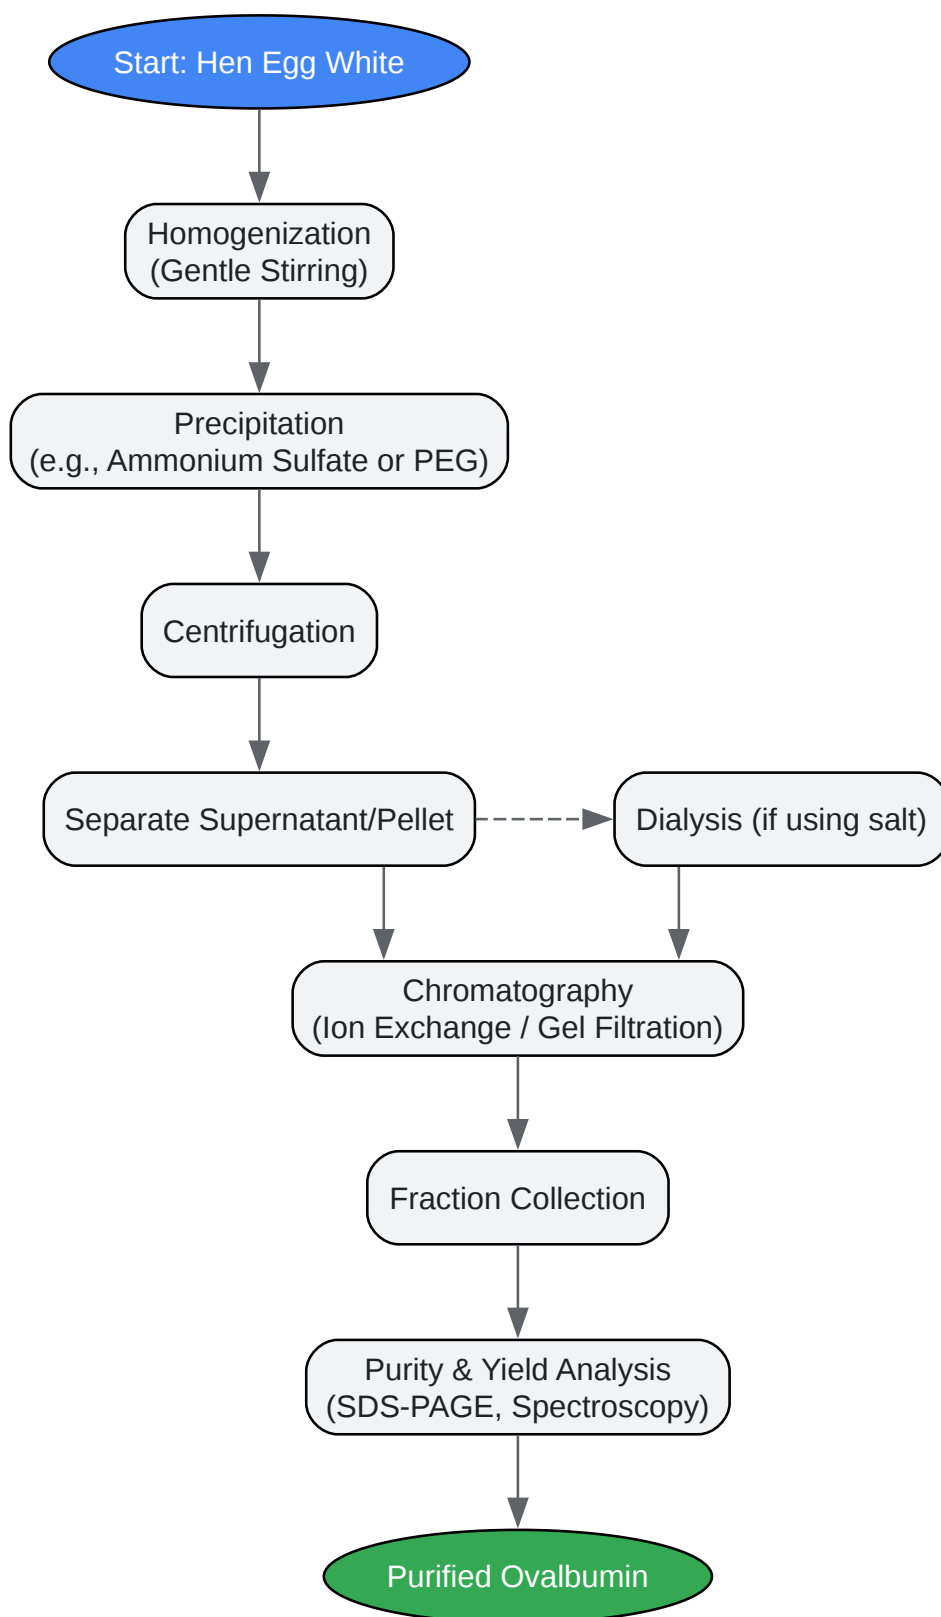 Start: Hen Egg White
Homogenization
(Gentle Stirring)
Precipitation
(e.g., Ammonium Sulfate or PEG)
Centrifugation
Separate Supernatant/Pellet
Dialysis (if using salt)
Chromatography
(Ion Exchange / Gel Filtration)
Fraction Collection
Purity & Yield Analysis
(SDS-PAGE, Spectroscopy)
Purified Ovalbumin